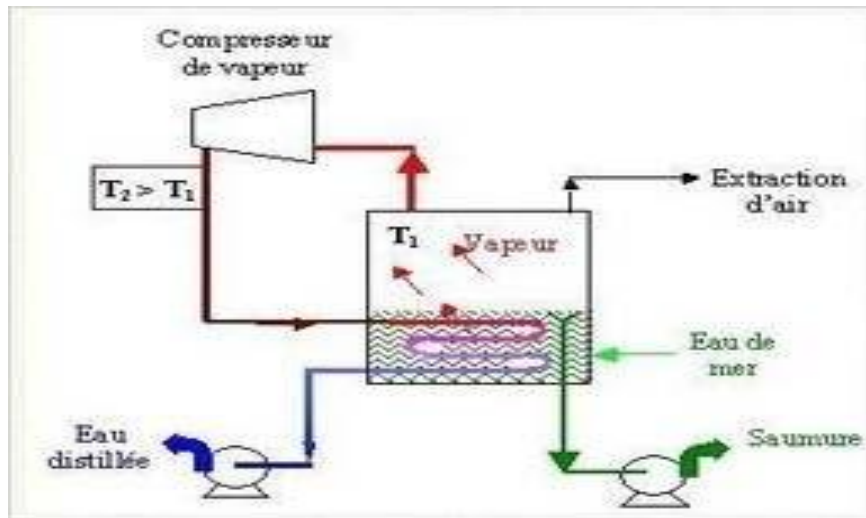 Compresseur
de vapeur
T₂ > T₁
Extraction
d'air
T₁ Vapeur
Eau de
mer
Eau
distillée
Saumure